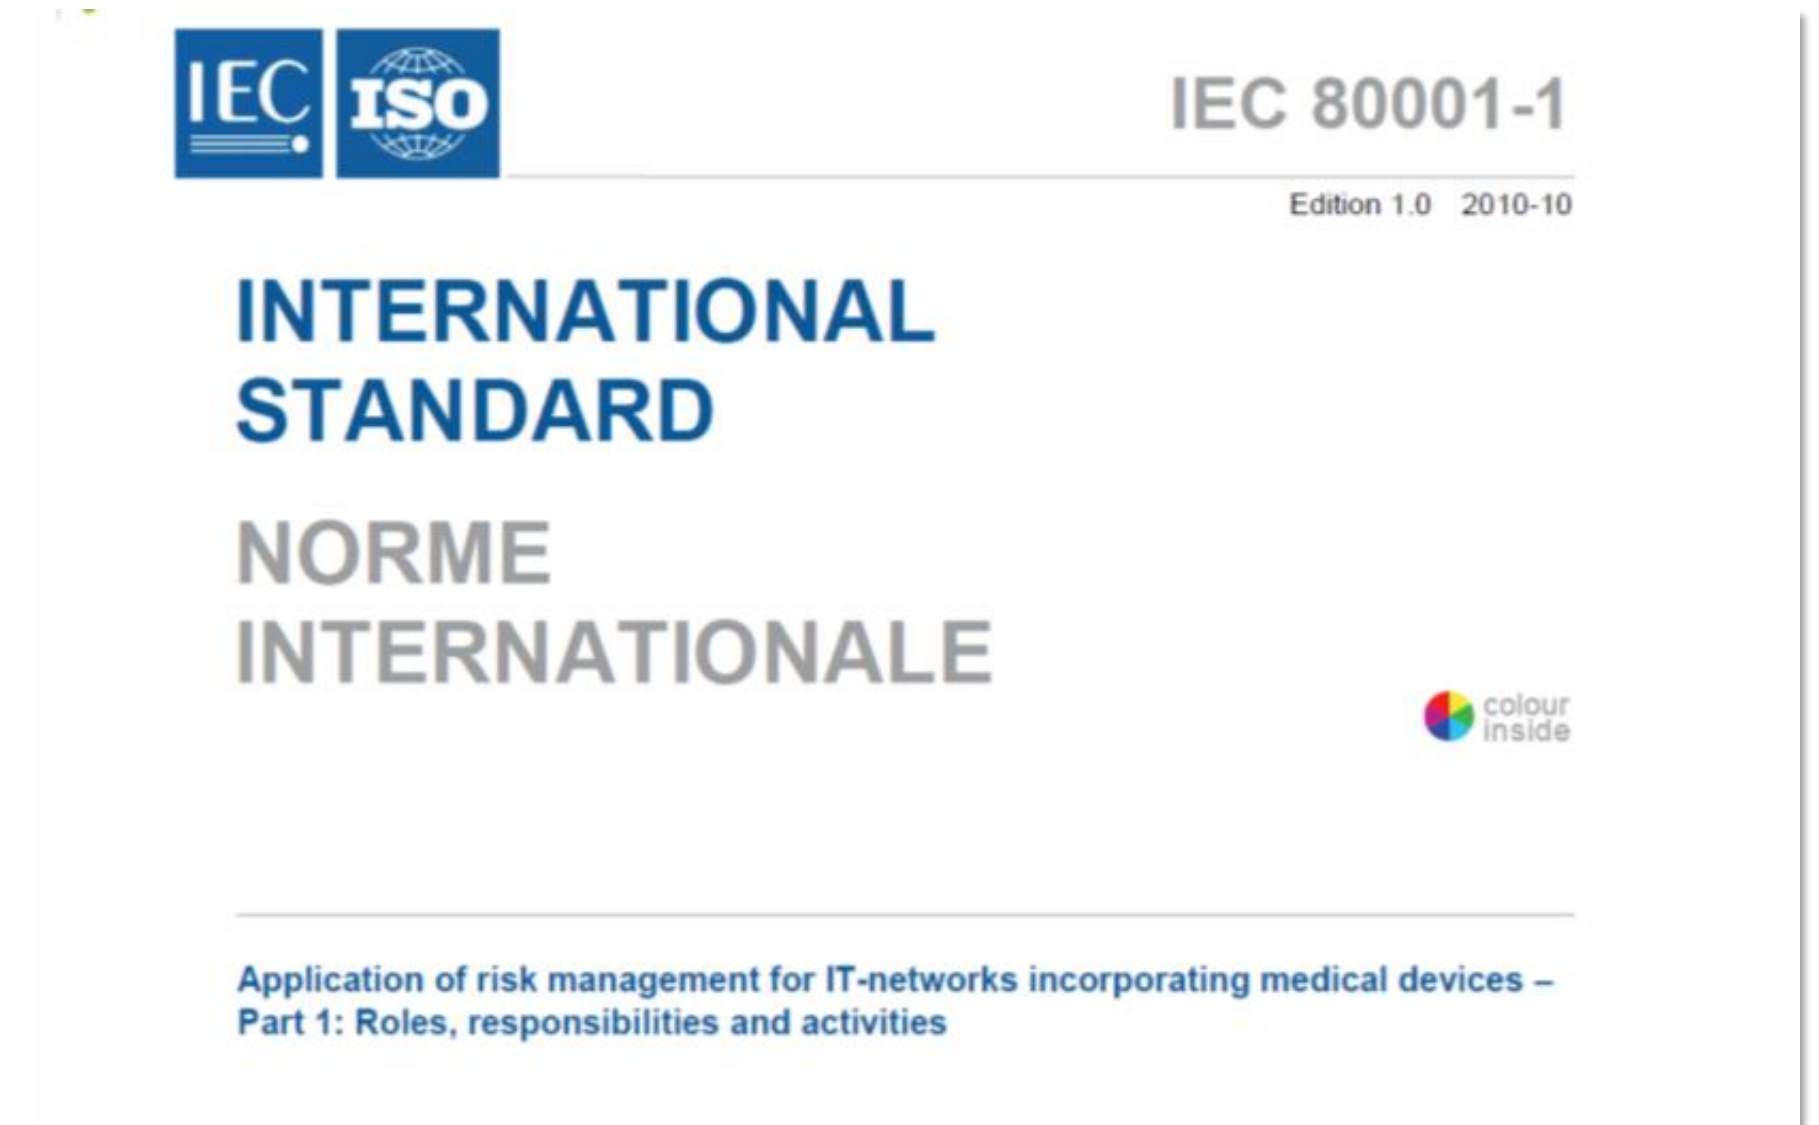 IEC ISO IEC 80001-1
Edition 1.0 2010-10
INTERNATIONAL
STANDARD
NORME
INTERNATIONALE
colour
inside
Application of risk management for IT-networks incorporating medical devices –
Part 1: Roles, responsibilities and activities